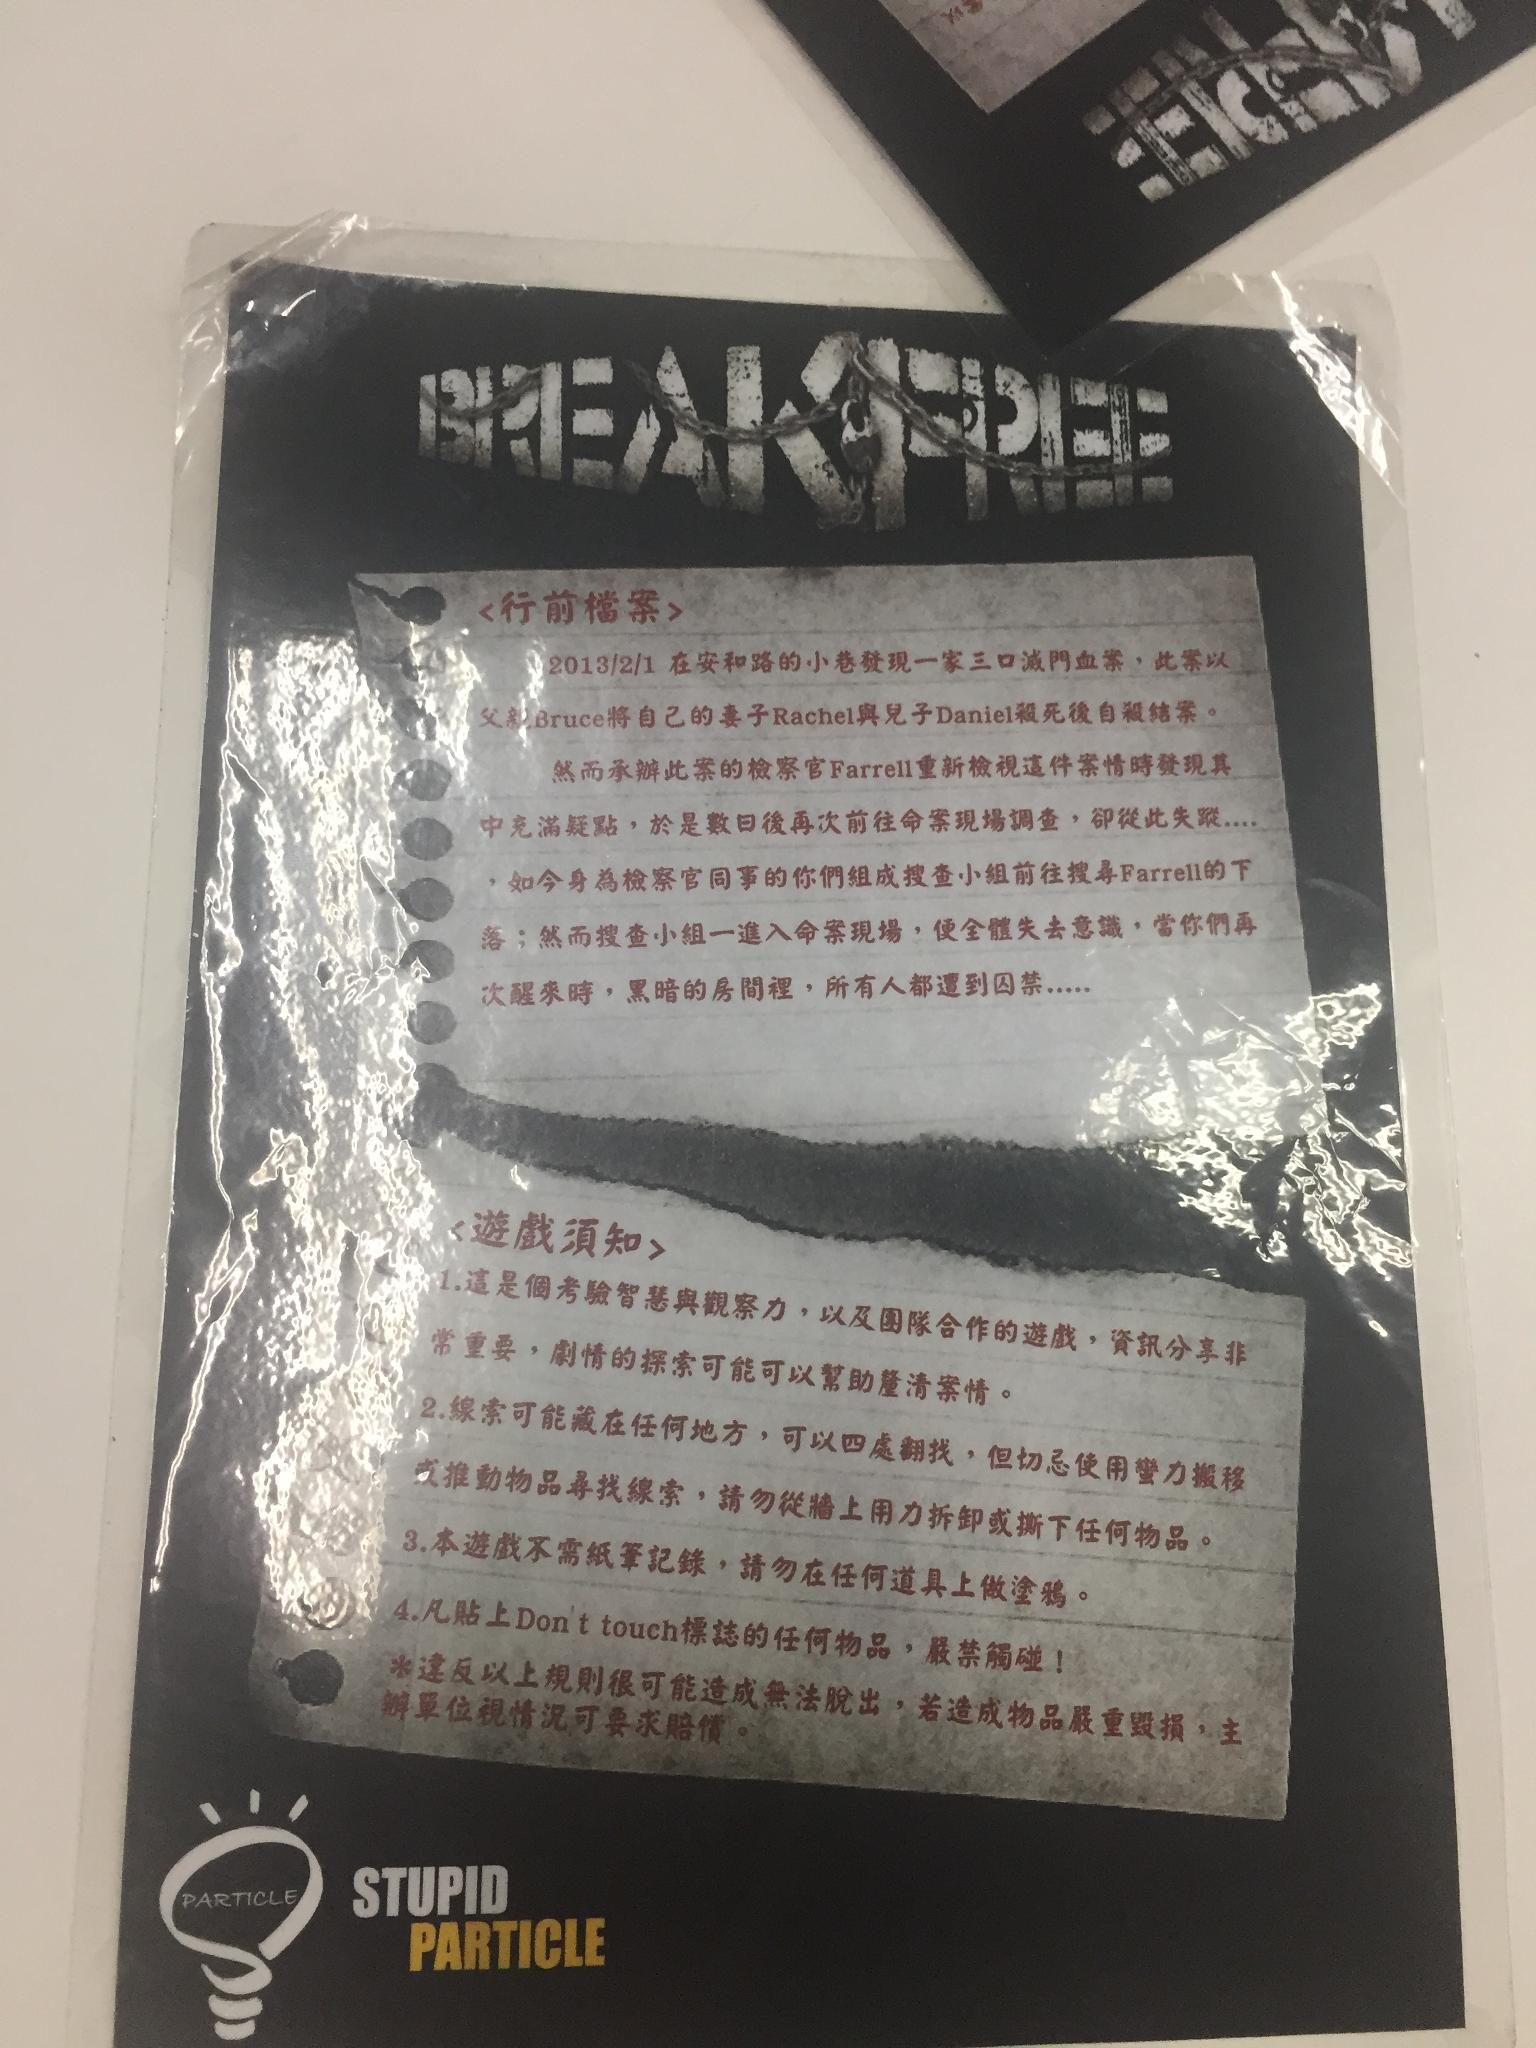 BREAK FREE
<行前檔案>
2013/2/1 在安和路的小巷發現一家三口滅門血案，此案以
父親Bruce將自己的妻子Rachel與兒子Daniel殺死後自殺結案。
然而承辦此案的檢察官Farrell重新檢視這件案情時發現其
中充滿疑點，於是數日後再次前往命案現場調查，卻從此失蹤....
，如今身為檢察官同事的你們組成搜查小組前往搜尋Farrell的下
落；然而搜查小組一進入命案現場，便全體失去意識，當你們再
次醒來時，黑暗的房間裡，所有人都遭到囚禁.....
<遊戲須知>
1.這是個考驗智慧與觀察力，以及團隊合作的遊戲，資訊分享非
常重要，劇情的探索可能可以幫助釐清案情。
2.線索可能藏在任何地方，可以四處翻找，但切忌使用蠻力搬移
或推動物品尋找線索，請勿從牆上用力拆卸或撕下任何物品。
3.本遊戲不需紙筆記錄，請勿在任何道具上做塗鴉。
4.凡貼上Don't touch標誌的任何物品，嚴禁觸碰！
※違反以上規則很可能造成無法脫出，若造成物品嚴重毀損，主
辦單位視情況可要求賠償。
PARTICLE
STUPID
PARTICLE